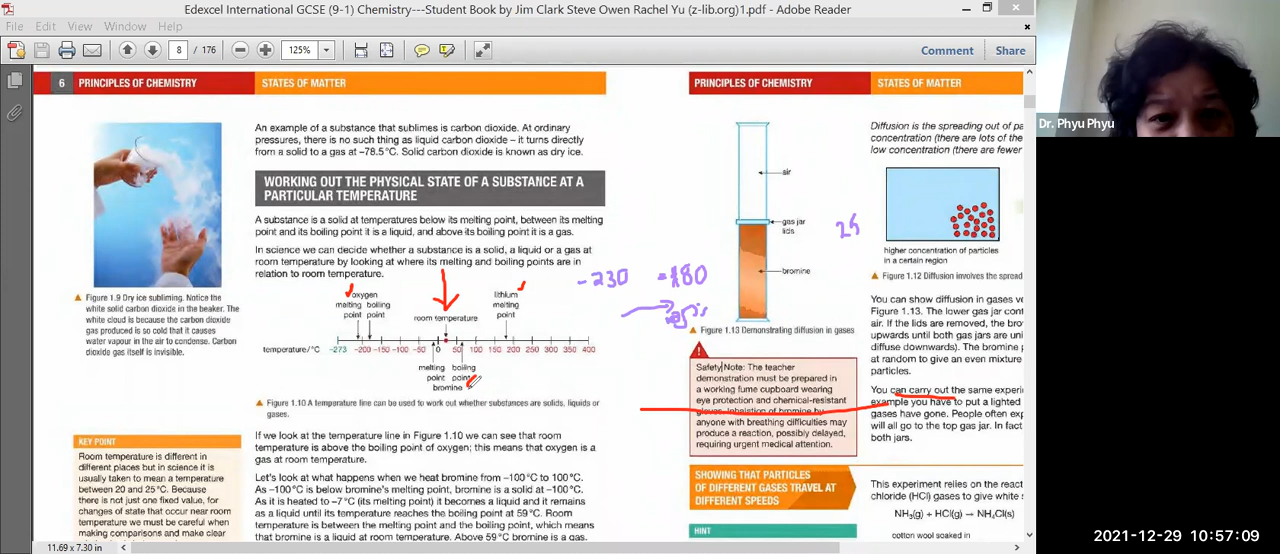 Edexcel International GCSE (9-1) Chemistry---Student Book by Jim Clark Steve Owen Rachel Yu (z-lib.org)1.pdf - Adobe Reader
File Edit View Window Help
8 / 176
125%
Comment
Share
6 PRINCIPLES OF CHEMISTRY STATES OF MATTER
An example of a substance that sublimes is carbon dioxide. At ordinary
pressures, there is no such thing as liquid carbon dioxide – it turns directly
from a solid to a gas at –78.5°C. Solid carbon dioxide is known as dry ice.
WORKING OUT THE PHYSICAL STATE OF A SUBSTANCE AT A
PARTICULAR TEMPERATURE
A substance is a solid at temperatures below its melting point, between its melting
point and its boiling point it is a liquid, and above its boiling point it is a gas.
In science we can decide whether a substance is a solid, a liquid or a gas at
room temperature by looking at where its melting and boiling points are in
relation to room temperature.
Figure 1.9 Dry ice subliming. Notice the
white solid carbon dioxide in the beaker. The
white cloud is because the carbon dioxide
gas produced is so cold that it causes
water vapour in the air to condense. Carbon
dioxide gas itself is invisible.
oxygen
melting boiling
point point
room temperature
lithium
melting
point
temperature/°C
–273 –200 –150 –100 –50 0 50 100 150 200 250 300 350 400
melting boiling
point point
bromine
Figure 1.10 A temperature line can be used to work out whether substances are solids, liquids or
gases.
KEY POINT
Room temperature is different in
different places but in science it is
usually taken to mean a temperature
between 20 and 25°C. Because
there is not just one fixed value, for
changes of state that occur near room
temperature we must be careful when
making comparisons and make clear
If we look at the temperature line in Figure 1.10 we can see that room
temperature is above the boiling point of oxygen; this means that oxygen is a
gas at room temperature.
Let's look at what happens when we heat bromine from –100°C to 100°C.
As –100°C is below bromine's melting point, bromine is a solid at –100°C.
As it is heated to –7°C (its melting point) it becomes a liquid and it remains
as a liquid until its temperature reaches the boiling point at 59°C. Room
temperature is between the melting point and the boiling point, which means
that bromine is a liquid at room temperature. Above 59°C bromine is a gas.
-230 -180
25
PRINCIPLES OF CHEMISTRY STATES OF MATTER
air
gas jar
lids
bromine
Figure 1.13 Demonstrating diffusion in gases
Safety Note: The teacher
demonstration must be prepared in
a working fume cupboard wearing
eye protection and chemical-resistant
gloves. Inhalation of bromine by
anyone with breathing difficulties may
produce a reaction, possibly delayed,
requiring urgent medical attention.
SHOWING THAT PARTICLES
OF DIFFERENT GASES TRAVEL AT
DIFFERENT SPEEDS
HINT
Diffusion is the spreading out of pa
concentration (there are lots of the
low concentration (there are fewer
higher concentration of particles
in a certain region
Figure 1.12 Diffusion involves the spread
You can show diffusion in gases ve
Figure 1.13. The lower gas jar cont
air. If the lids are removed, the bro
upwards until both gas jars are uni
diffuse downwards). The bromine p
at random to give an even mixture
particles.
You can carry out the same experi
example you have to put a lighted
gases have gone. People often exp
will all go to the top gas jar. In fact
both jars.
This experiment relies on the reac
chloride (HCl) gases to give white s
NH₃(g) + HCl(g) → NH₄Cl(s)
cotton wool soaked in
11.69 x 7.30 in
Dr. Phyu Phyu
2021-12-29 10:57:09